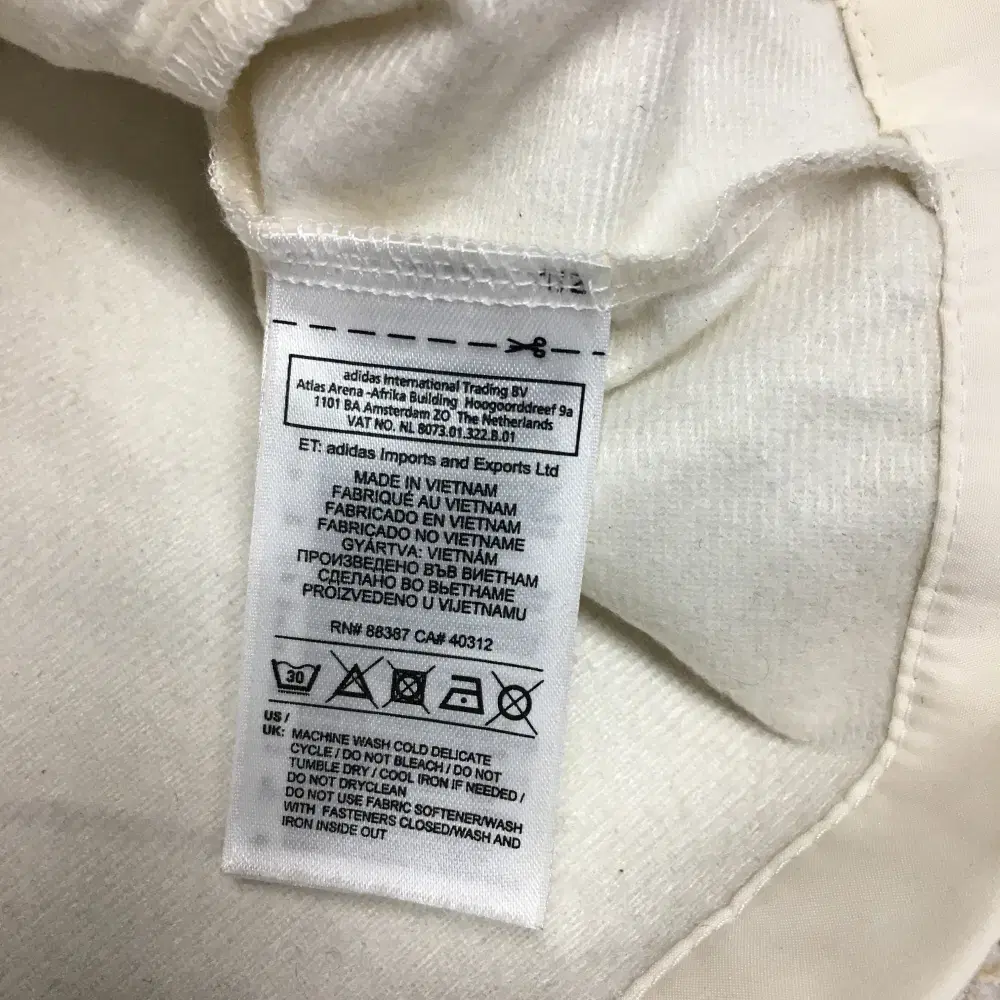 1/2
adidas International Trading BV
Atlas Arena -Afrika Building Hoogoorddreef 9a
1101 BA Amsterdam ZO The Netherlands
VAT NO. NL 8073.01.322.B.01
ET: adidas Imports and Exports Ltd
MADE IN VIETNAM
FABRIQUÉ AU VIETNAM
FABRICADO EN VIETNAM
FABRICADO NO VIETNAME
GYÁRTVA: VIETNÁM
ПРОИЗВЕДЕНО ВЪВ ВИЕТНАМ
СДЕЛАНО ВО ВЬЕТНАМЕ
PROIZVEDENO U VIJETNAMU
RN# 88387 CA# 40312
30
US /
UK: MACHINE WASH COLD DELICATE
CYCLE / DO NOT BLEACH / DO NOT
TUMBLE DRY / COOL IRON IF NEEDED /
DO NOT DRYCLEAN
DO NOT USE FABRIC SOFTENER/WASH
WITH FASTENERS CLOSED/WASH AND
IRON INSIDE OUT